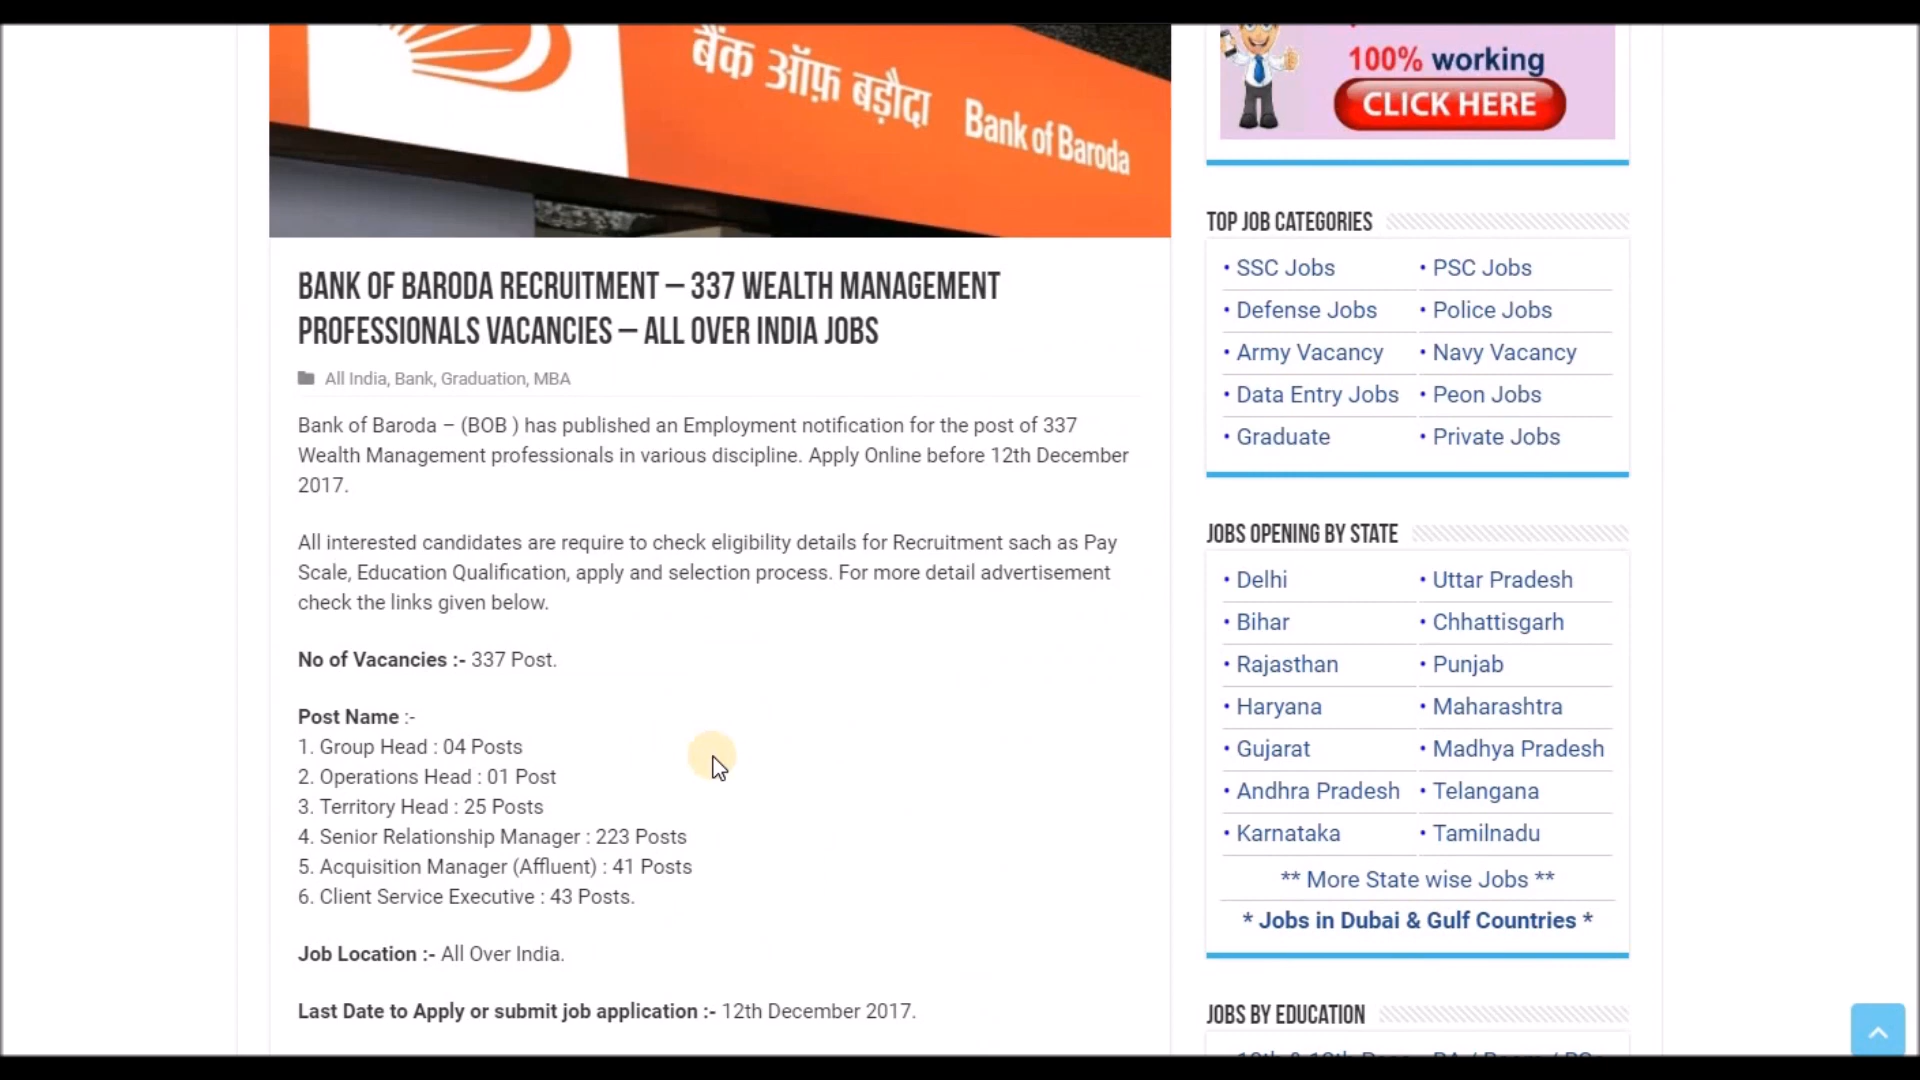 बैंक ऑफ़ बड़ौदा Bank of Baroda
BANK OF BARODA RECRUITMENT – 337 WEALTH MANAGEMENT
PROFESSIONALS VACANCIES – ALL OVER INDIA JOBS
All India, Bank, Graduation, MBA
Bank of Baroda – (BOB ) has published an Employment notification for the post of 337
Wealth Management professionals in various discipline. Apply Online before 12th December
2017.
All interested candidates are require to check eligibility details for Recruitment sach as Pay
Scale, Education Qualification, apply and selection process. For more detail advertisement
check the links given below.
No of Vacancies :- 337 Post.
Post Name :-
1. Group Head : 04 Posts
2. Operations Head : 01 Post
3. Territory Head : 25 Posts
4. Senior Relationship Manager : 223 Posts
5. Acquisition Manager (Affluent) : 41 Posts
6. Client Service Executive : 43 Posts.
Job Location :- All Over India.
Last Date to Apply or submit job application :- 12th December 2017.
100% working
CLICK HERE
TOP JOB CATEGORIES
• SSC Jobs • PSC Jobs
• Defense Jobs • Police Jobs
• Army Vacancy • Navy Vacancy
• Data Entry Jobs • Peon Jobs
• Graduate • Private Jobs
JOBS OPENING BY STATE
• Delhi • Uttar Pradesh
• Bihar • Chhattisgarh
• Rajasthan • Punjab
• Haryana • Maharashtra
• Gujarat • Madhya Pradesh
• Andhra Pradesh • Telangana
• Karnataka • Tamilnadu
** More State wise Jobs **
* Jobs in Dubai & Gulf Countries *
JOBS BY EDUCATION